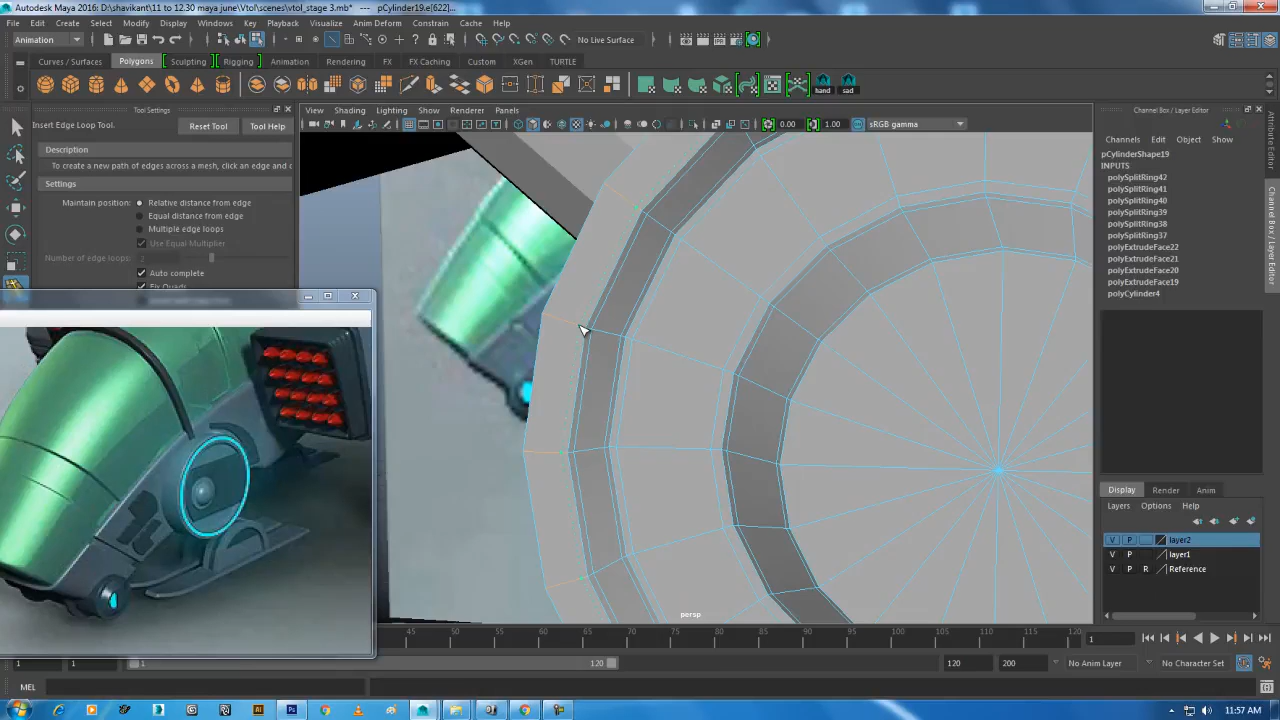 Autodesk Maya 2016: D:\shavikant\11 to 12.30 maya june\Vtol\scenes\vtol_stage 3.mb* --- pCylinder19.e[622]...
File Edit Create Select Modify Display Windows Key Playback Visualize Anim Deform Constrain Cache Help
Animation No Live Surface
Curves / Surfaces Polygons Sculpting Rigging Animation Rendering FX FX Caching Custom XGen TURTLE
hand sad
Tool Settings
View Shading Lighting Show Renderer Panels
Channel Box / Layer Editor
Insert Edge Loop Tool. Reset Tool Tool Help
0.00 1.00 sRGB gamma
Channels Edit Object Show
Description
To create a new path of edges across a mesh, click an edge and
Settings
Maintain position: Relative distance from edge
Equal distance from edge
Multiple edge loops
Use Equal Multiplier
Number of edge loops:
Auto complete
Fix Quads
pCylinderShape19
INPUTS
polySplitRing42
polySplitRing41
polySplitRing40
polySplitRing39
polySplitRing38
polySplitRing37
polyExtrudeFace22
polyExtrudeFace21
polyExtrudeFace20
polyExtrudeFace19
polyCylinder4
Attribute Editor
Channel Box / Layer Editor
Display Render Anim
Layers Options Help
V P layer2
V P layer1
V P R Reference
persp
45 50 55 60 65 70 75 80 85 90 95 100 105 110 115 120 1
1 1 1 120 120 200 No Anim Layer No Character Set
MEL
Ai Ps
11:57 AM